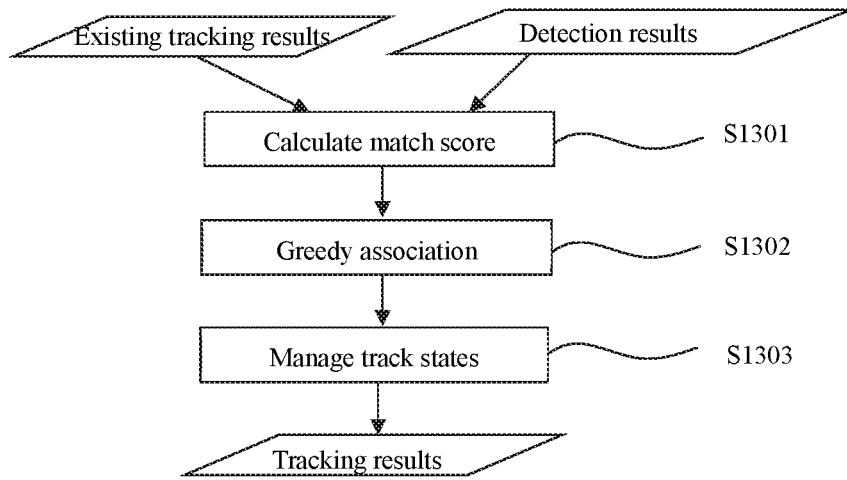 Existing tracking results
Detection results
Calculate match score
S1301
Greedy association
S1302
Manage track states
S1303
Tracking results